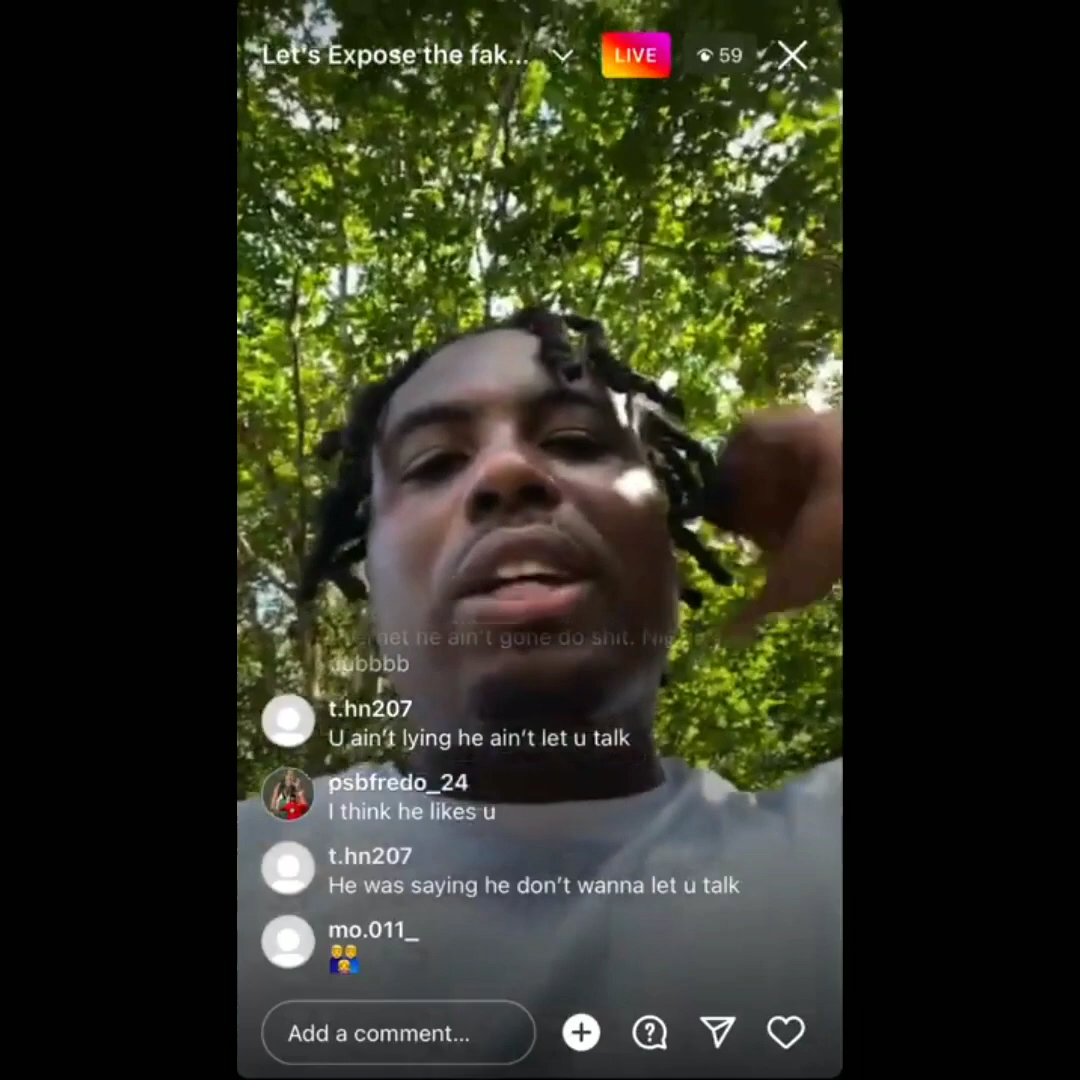 Let's Expose the fak...
LIVE
59
he ain't gone do shit.
t.hn207
U ain't lying he ain't let u talk
psbfredo_24
I think he likes u
t.hn207
He was saying he don't wanna let u talk
mo.011_
Add a comment...